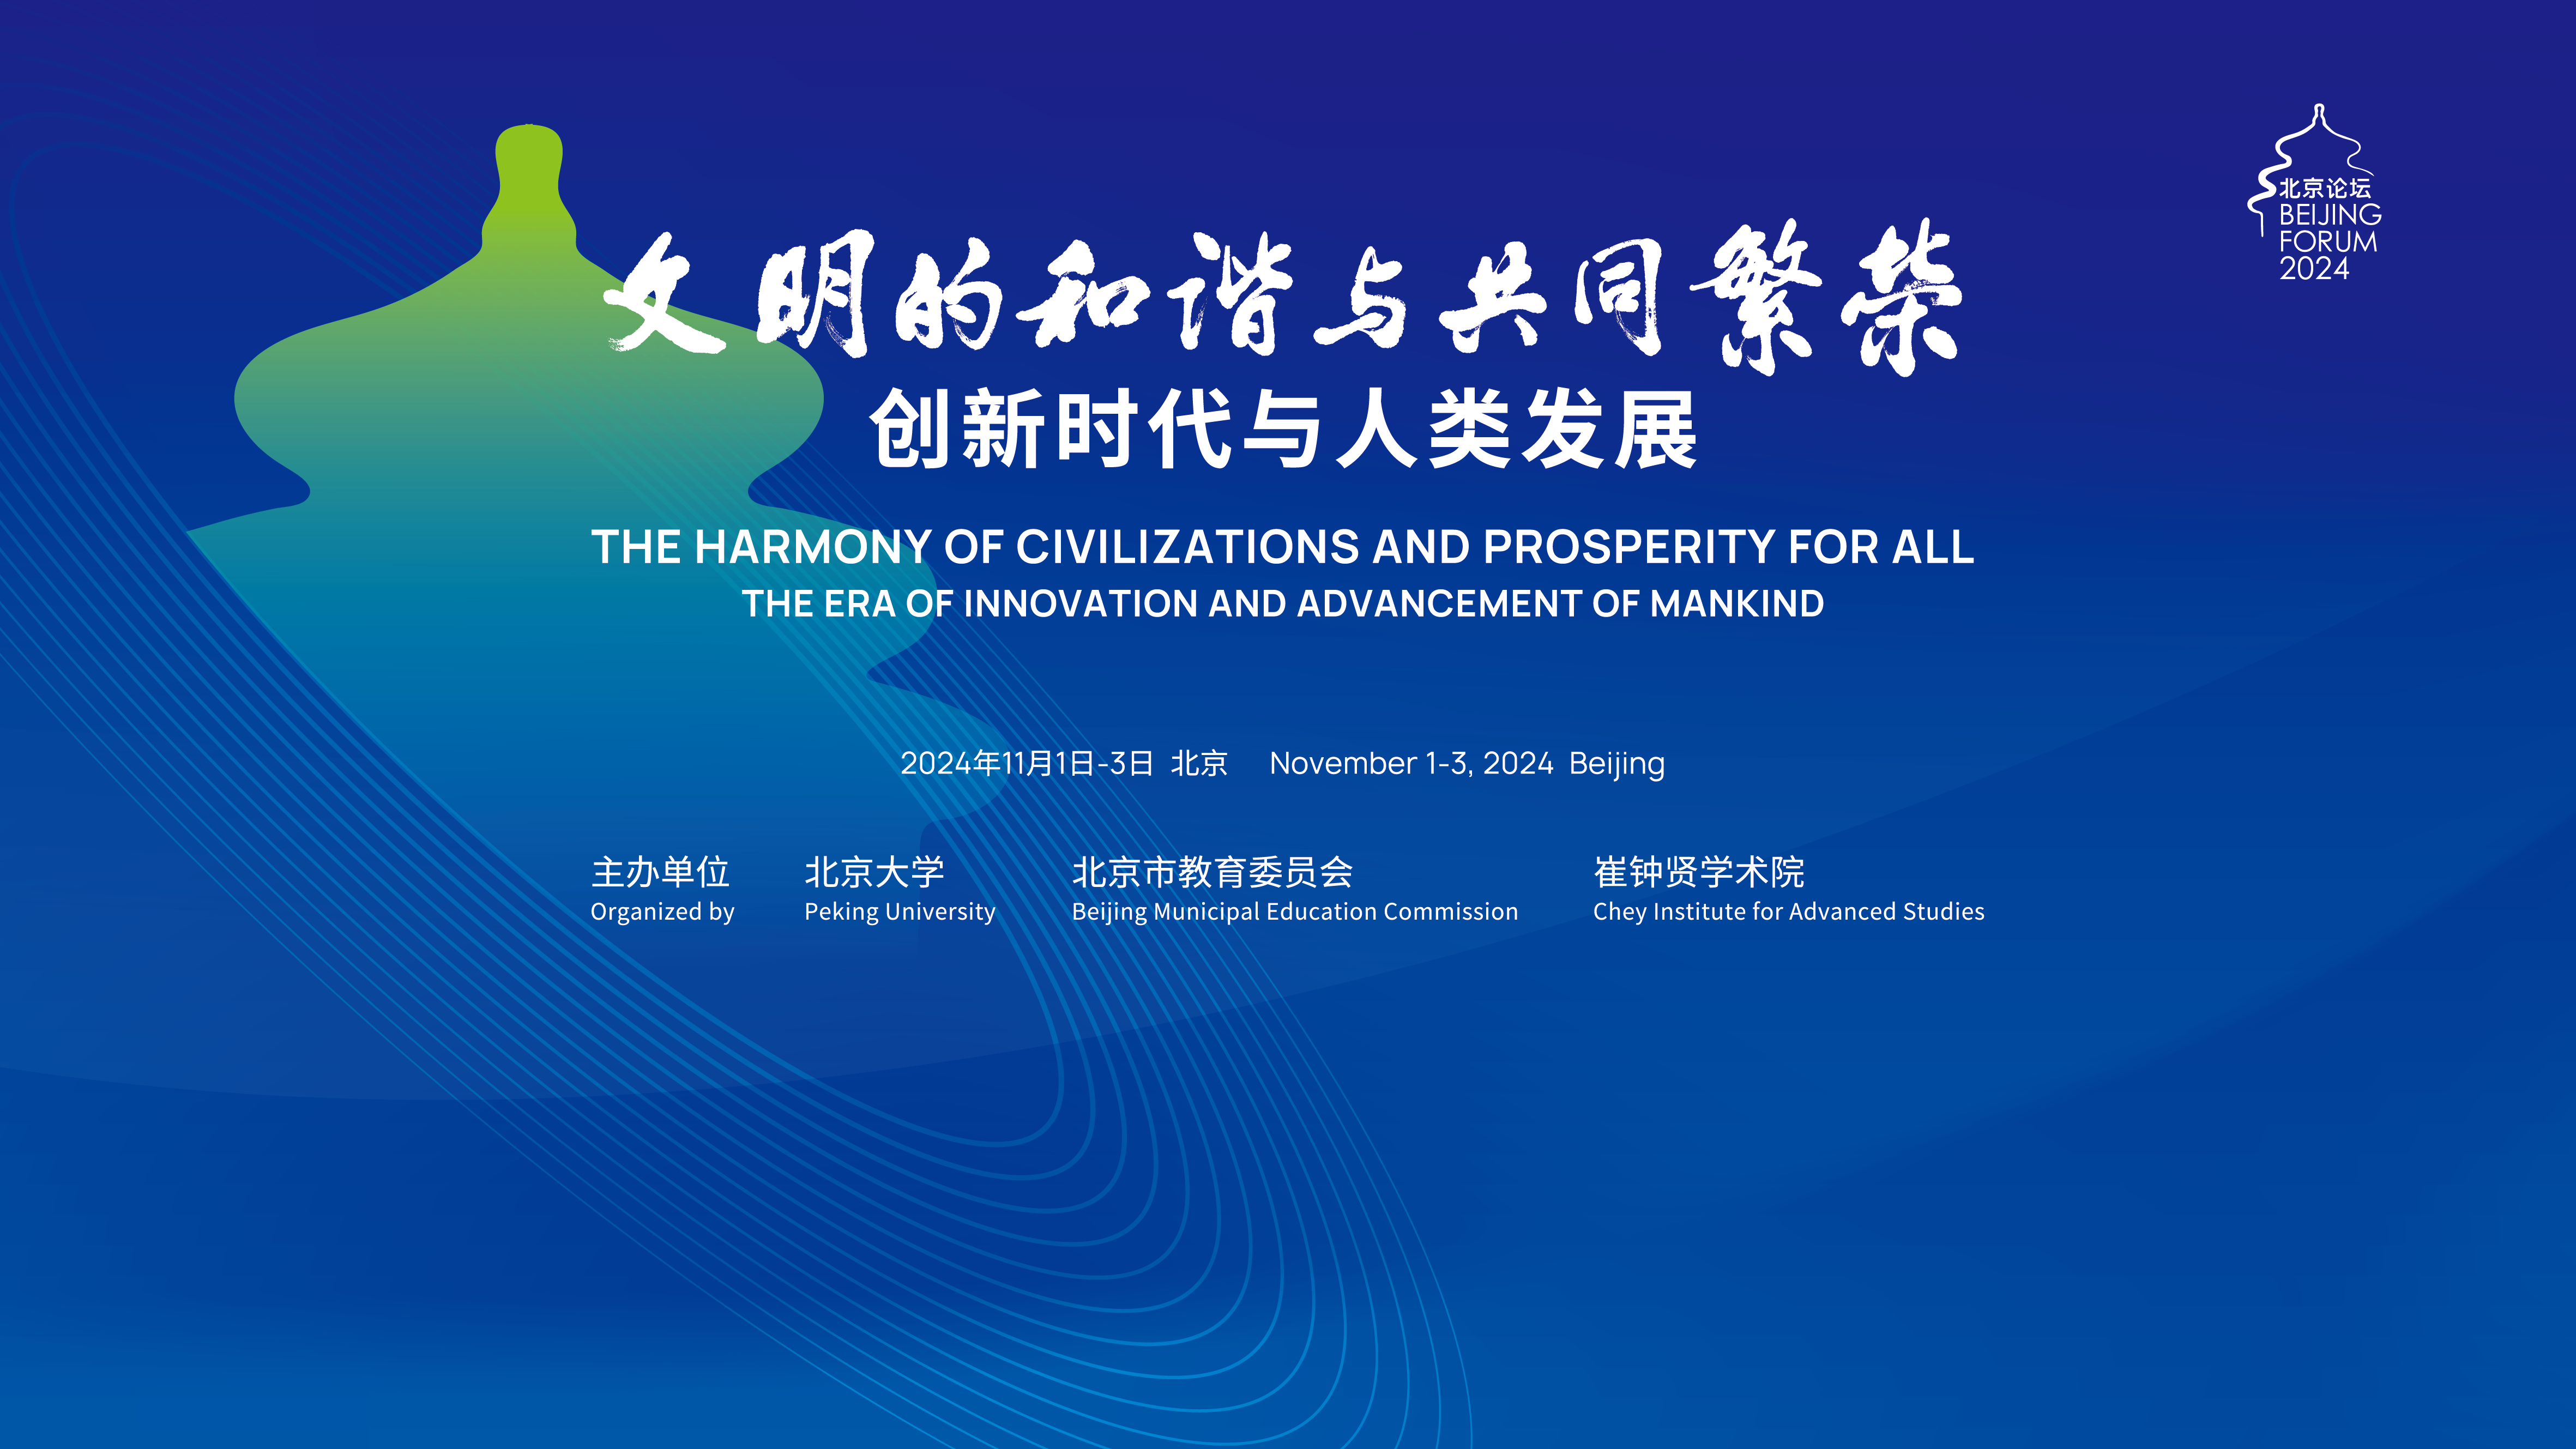 北京论坛
BEIJING
FORUM
2024
文明的和谐与共同繁荣
创新时代与人类发展
THE HARMONY OF CIVILIZATIONS AND PROSPERITY FOR ALL
THE ERA OF INNOVATION AND ADVANCEMENT OF MANKIND
2024年11月1日-3日 北京 November 1-3, 2024 Beijing
主办单位 北京大学 北京市教育委员会 崔钟贤学术院
Organized by Peking University Beijing Municipal Education Commission Chey Institute for Advanced Studies